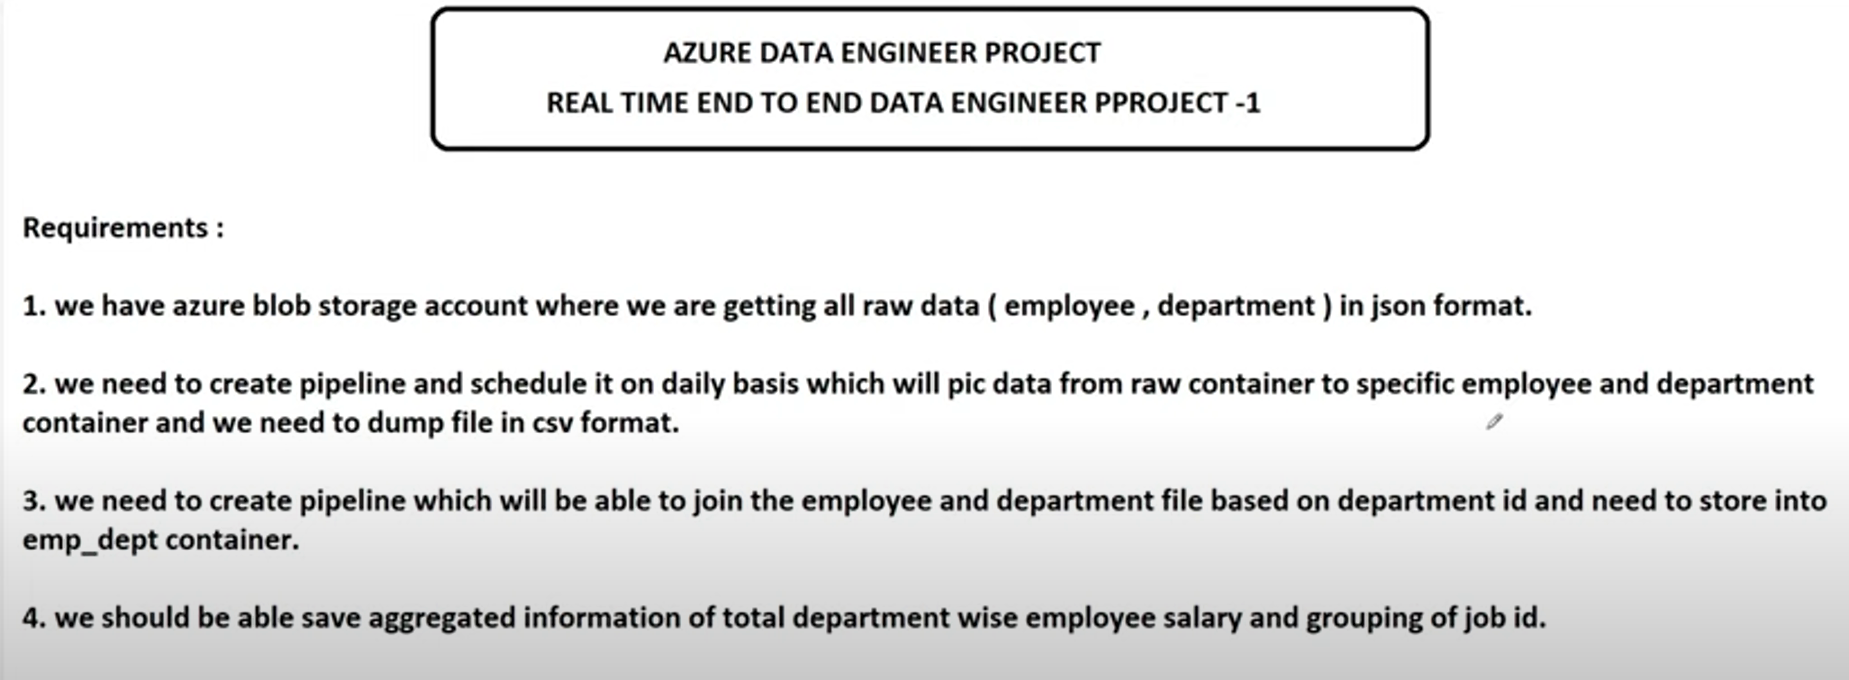 AZURE DATA ENGINEER PROJECT
REAL TIME END TO END DATA ENGINEER PPROJECT -1
Requirements :
1. we have azure blob storage account where we are getting all raw data ( employee , department ) in json format.
2. we need to create pipeline and schedule it on daily basis which will pic data from raw container to specific employee and department
container and we need to dump file in csv format.
3. we need to create pipeline which will be able to join the employee and department file based on department id and need to store into
emp_dept container.
4. we should be able save aggregated information of total department wise employee salary and grouping of job id.